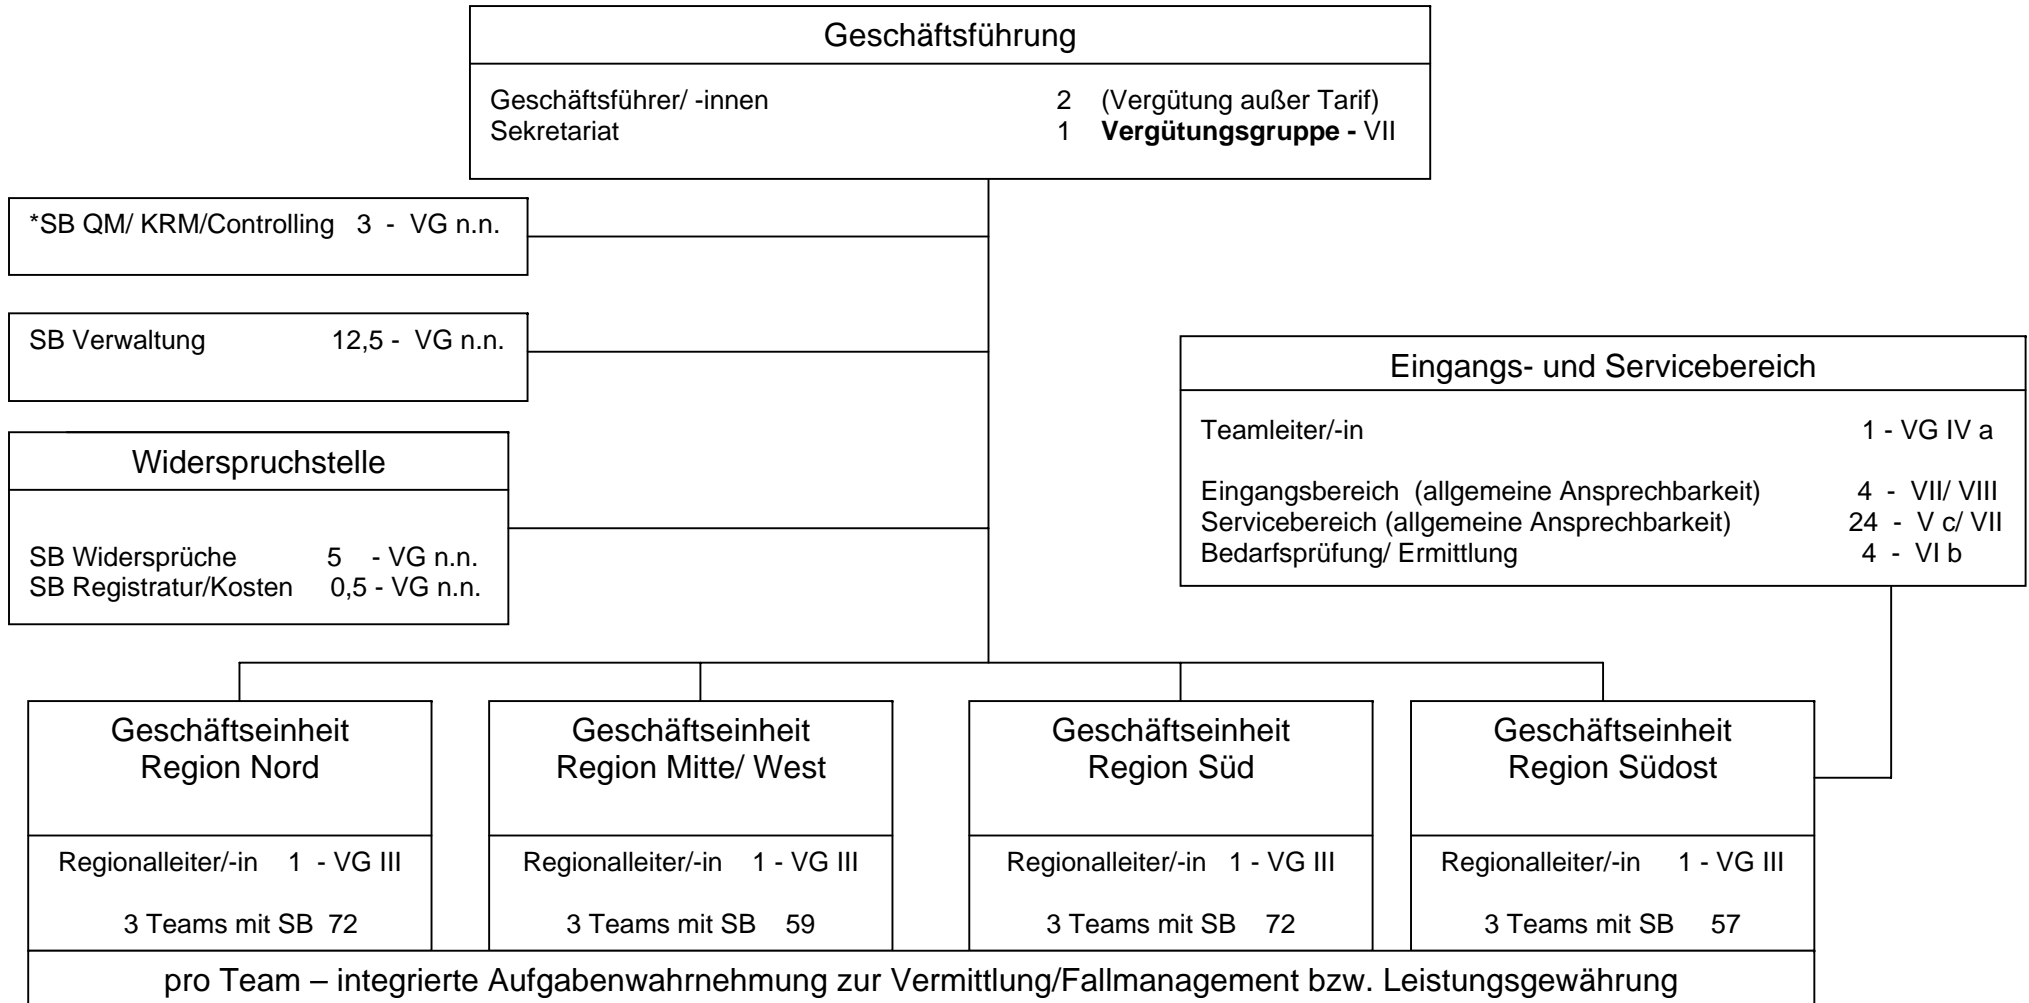 Geschäftsführung
Geschäftsführer/ -innen 2 (Vergütung außer Tarif)
Sekretariat 1 Vergütungsgruppe - VII
*SB QM/ KRM/Controlling 3 - VG n.n.
SB Verwaltung 12,5 - VG n.n.
Widerspruchstelle
SB Widersprüche 5 - VG n.n.
SB Registratur/Kosten 0,5 - VG n.n.
Eingangs- und Servicebereich
Teamleiter/-in 1 - VG IV a
Eingangsbereich (allgemeine Ansprechbarkeit) 4 - VII/ VIII
Servicebereich (allgemeine Ansprechbarkeit) 24 - V c/ VII
Bedarfsprüfung/ Ermittlung 4 - VI b
Geschäftseinheit
Region Nord
Regionalleiter/-in 1 - VG III
3 Teams mit SB 72
Geschäftseinheit
Region Mitte/ West
Regionalleiter/-in 1 - VG III
3 Teams mit SB 59
Geschäftseinheit
Region Süd
Regionalleiter/-in 1 - VG III
3 Teams mit SB 72
Geschäftseinheit
Region Südost
Regionalleiter/-in 1 - VG III
3 Teams mit SB 57
pro Team – integrierte Aufgabenwahrnehmung zur Vermittlung/Fallmanagement bzw. Leistungsgewährung